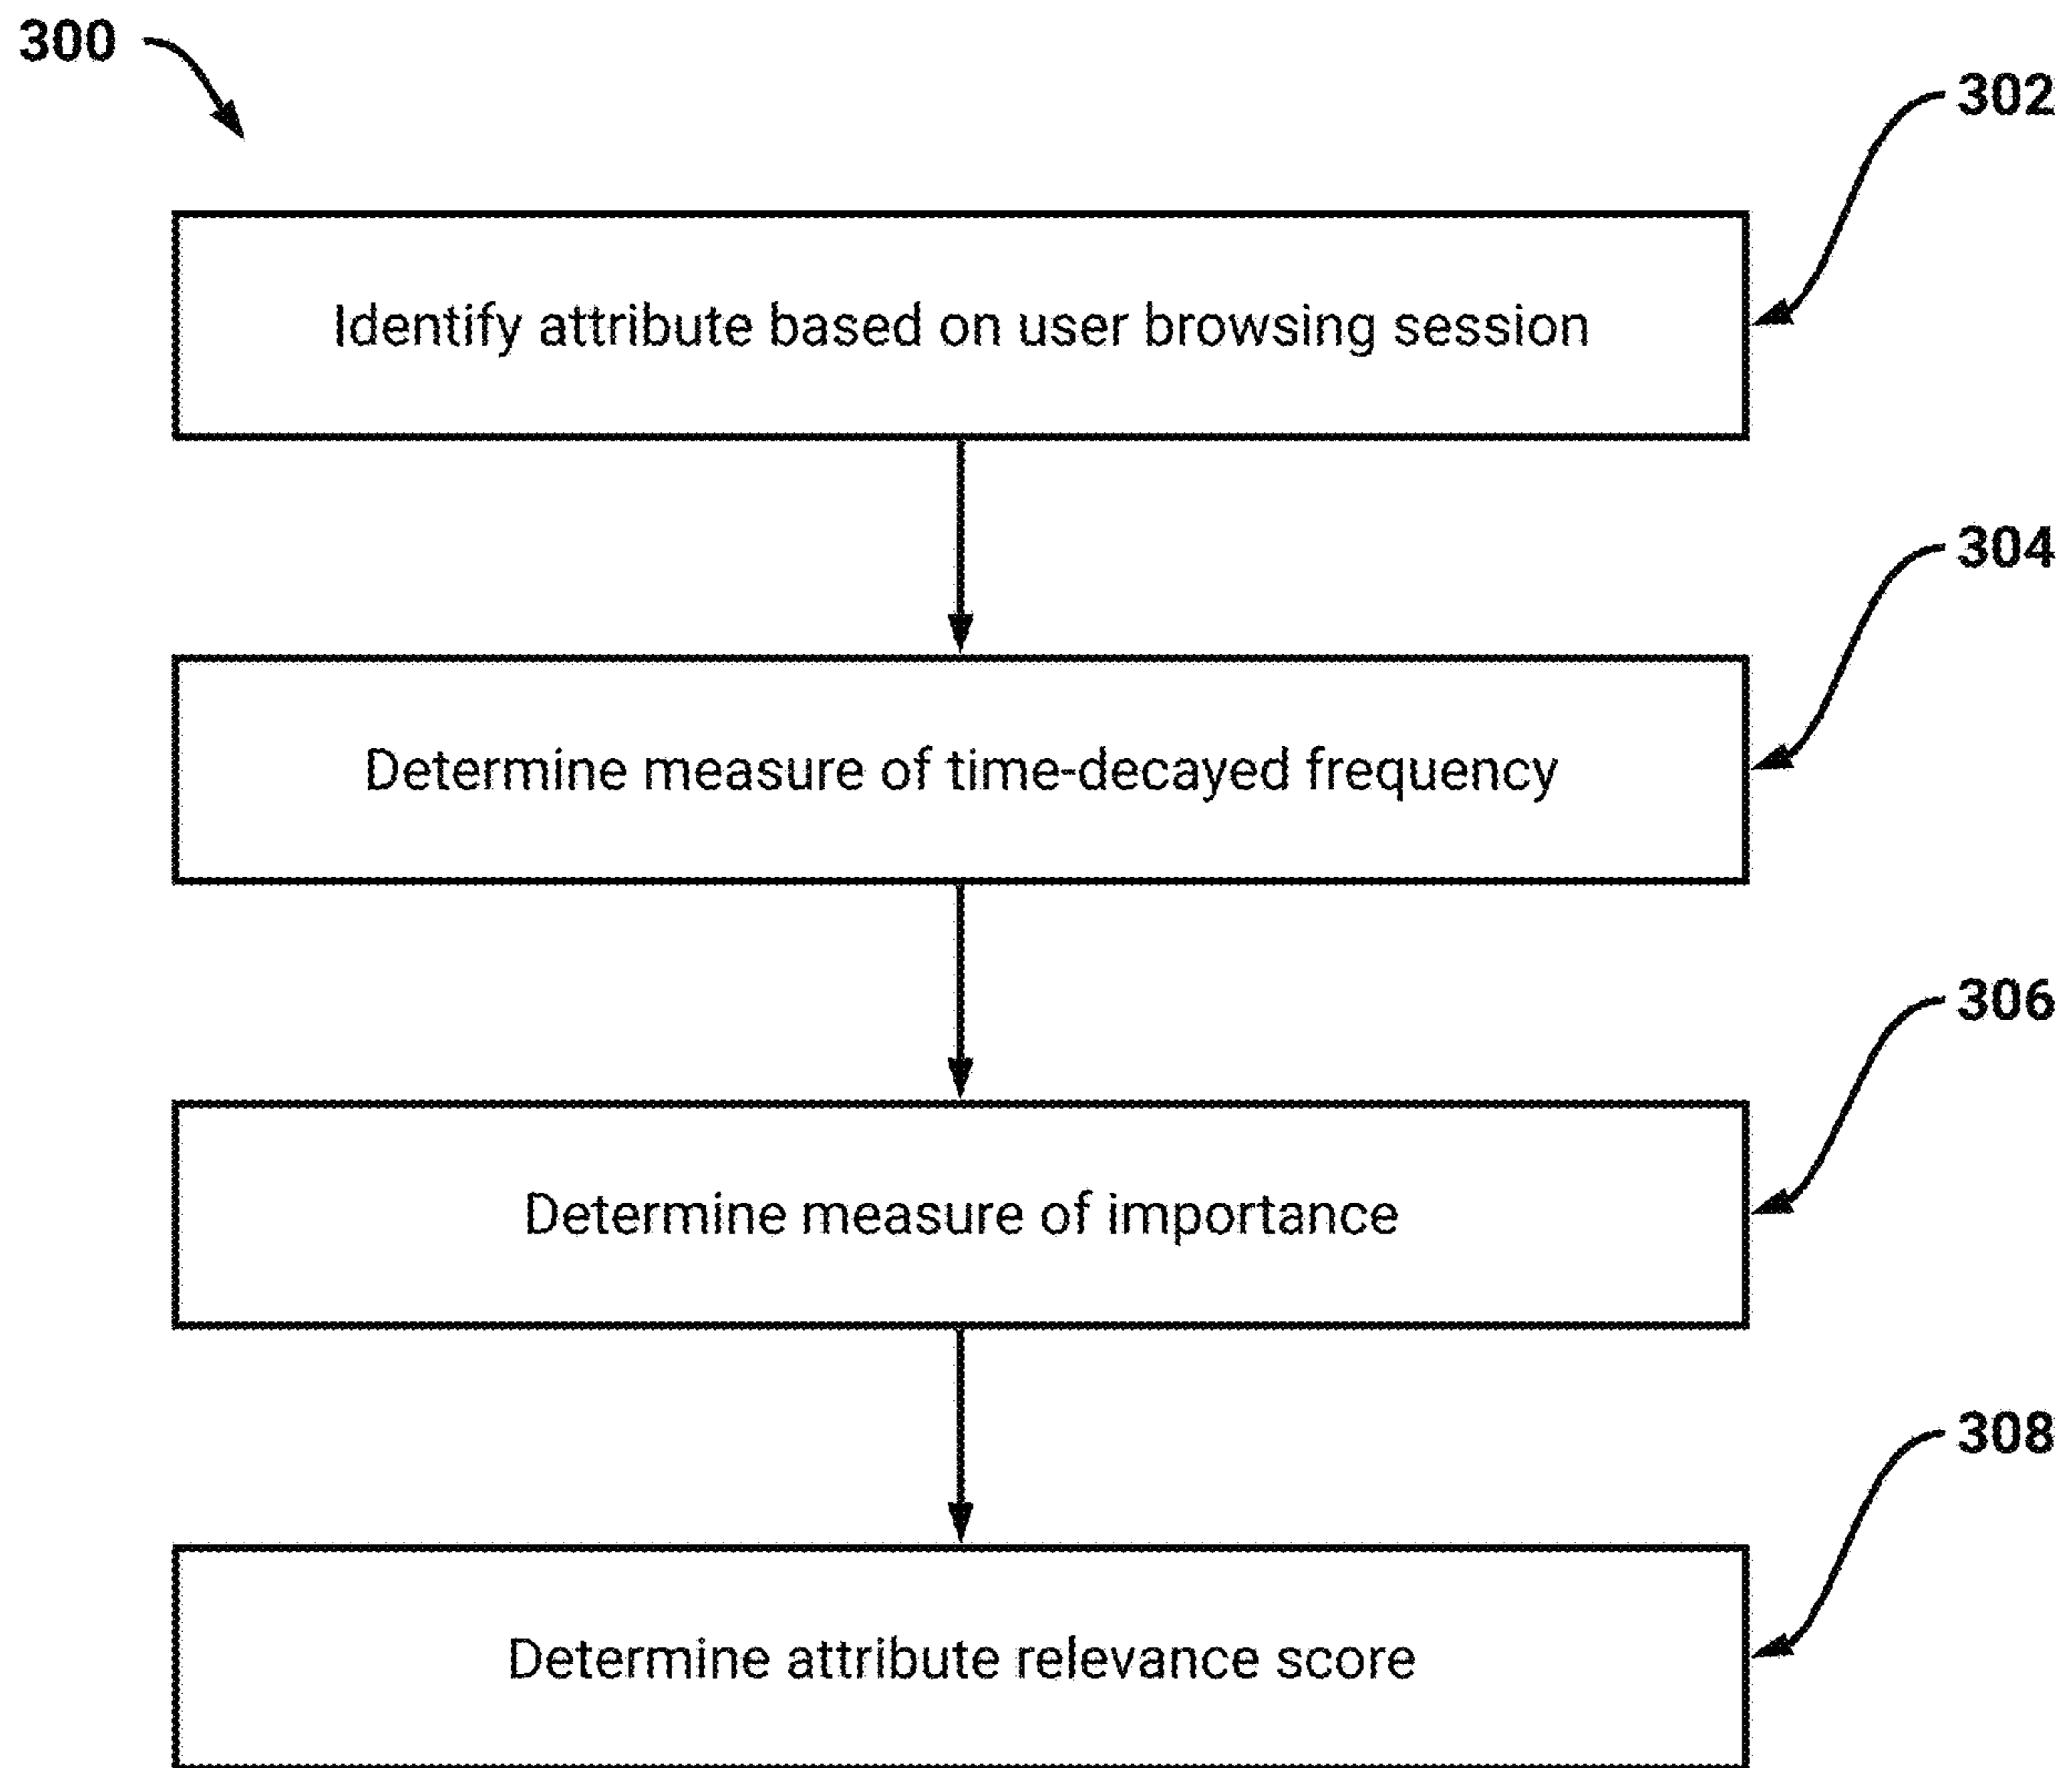 300
302
Identify attribute based on user browsing session
304
Determine measure of time-decayed frequency
306
Determine measure of importance
308
Determine attribute relevance score